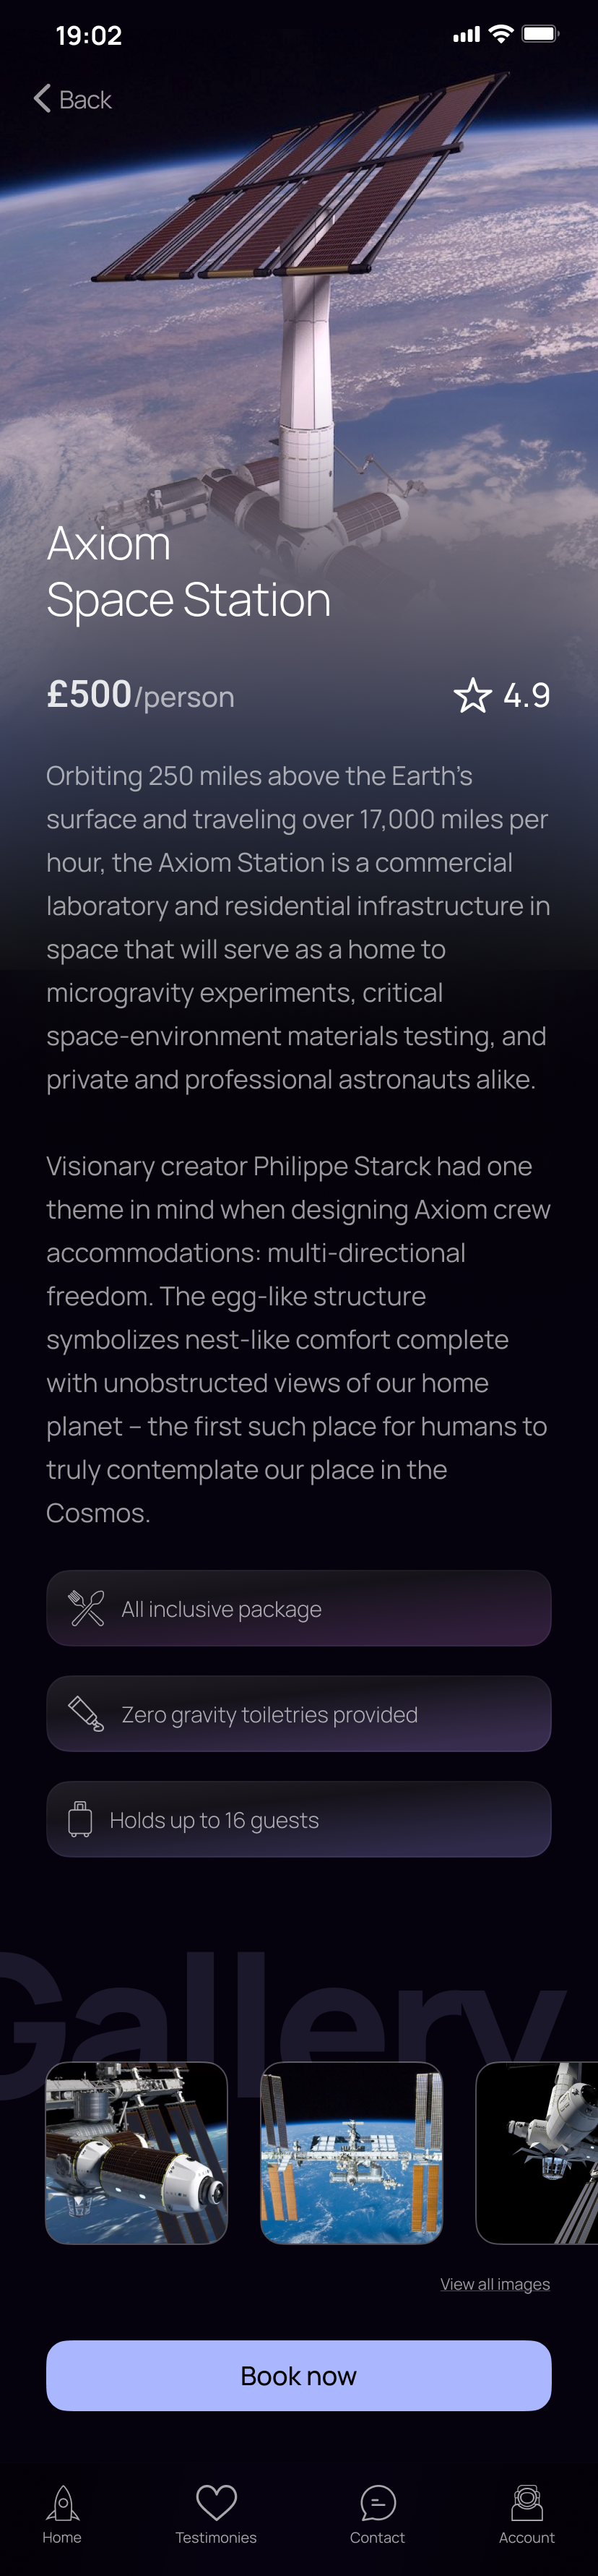 19:02
Back
Axiom
Space Station
£500/person
4.9
Orbiting 250 miles above the Earth’s
surface and traveling over 17,000 miles per
hour, the Axiom Station is a commercial
laboratory and residential infrastructure in
space that will serve as a home to
microgravity experiments, critical
space-environment materials testing, and
private and professional astronauts alike.
Visionary creator Philippe Starck had one
theme in mind when designing Axiom crew
accommodations: multi-directional
freedom. The egg-like structure
symbolizes nest-like comfort complete
with unobstructed views of our home
planet – the first such place for humans to
truly contemplate our place in the
Cosmos.
All inclusive package
Zero gravity toiletries provided
Holds up to 16 guests
Gallery
View all images
Book now
Home
Testimonies
Contact
Account